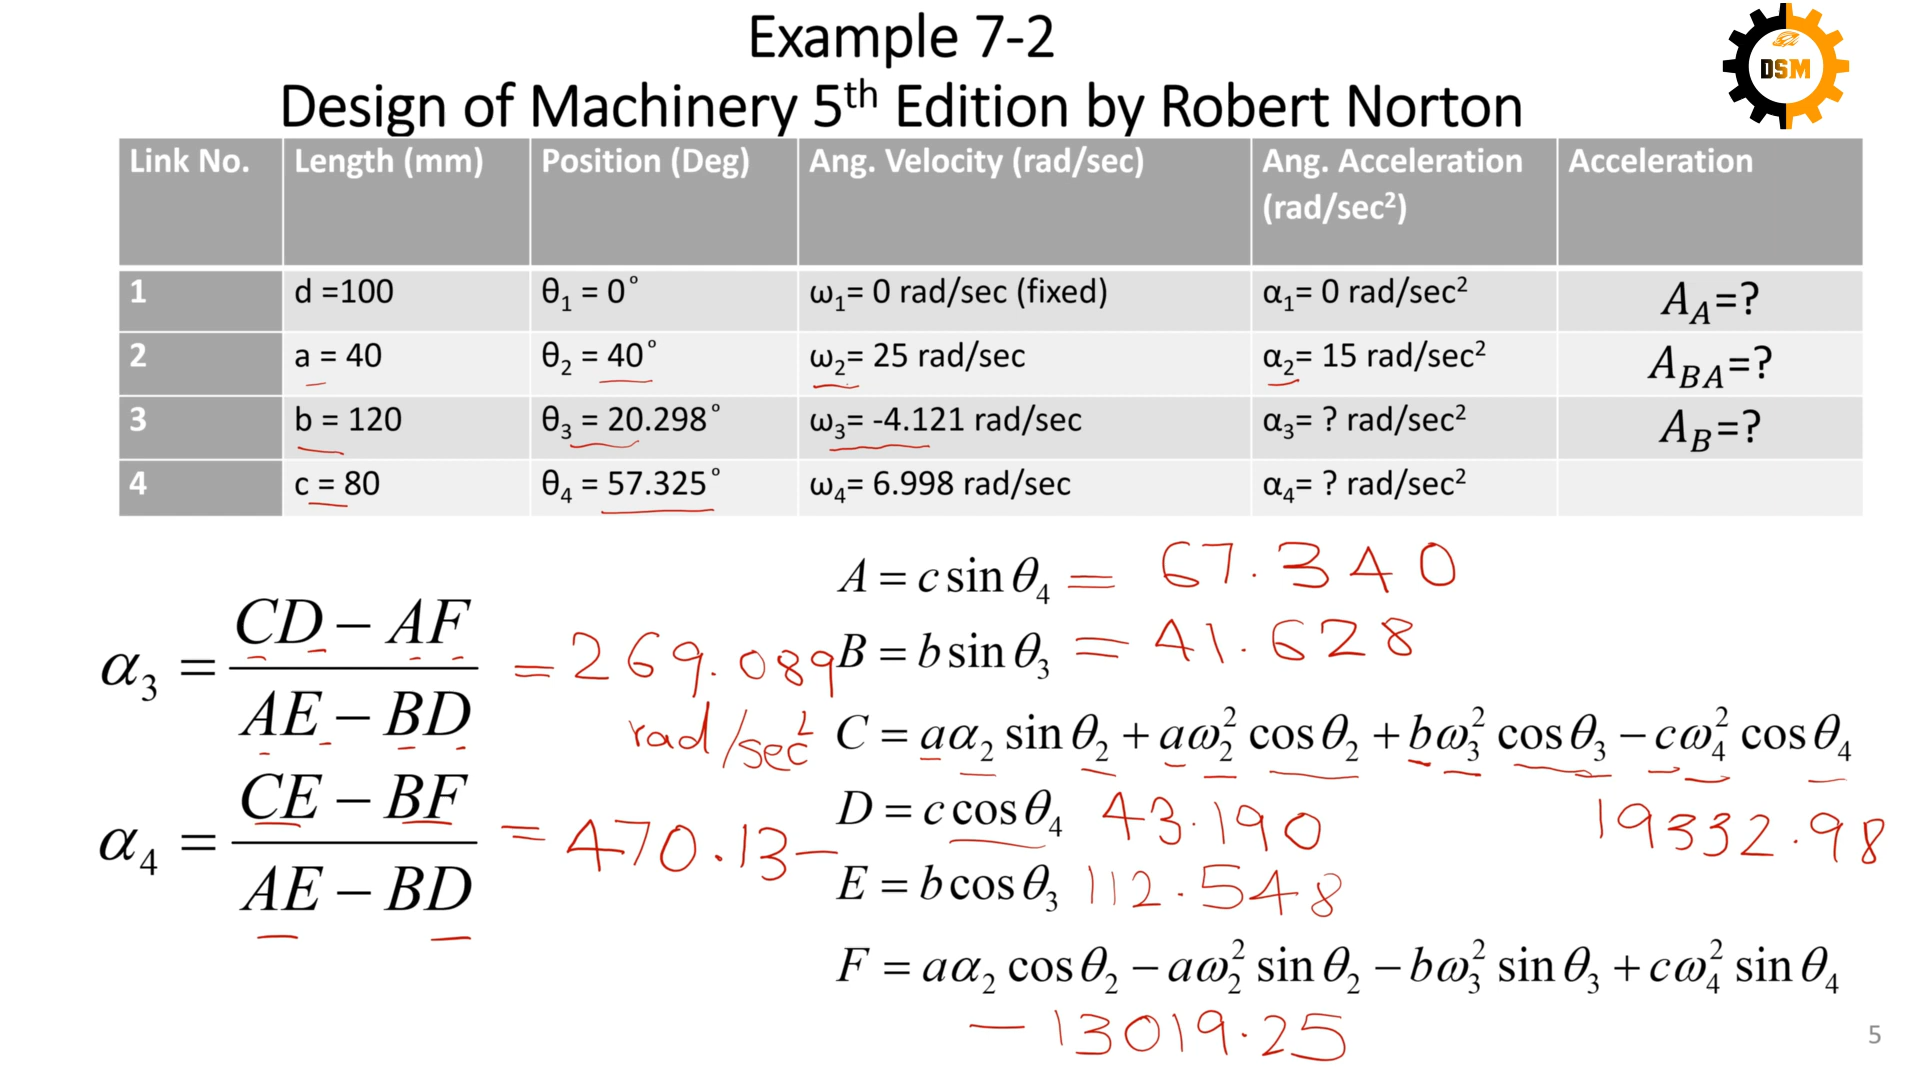 Example 7-2
Design of Machinery 5th Edition by Robert Norton
DSM
Link No. Length (mm) Position (Deg) Ang. Velocity (rad/sec) Ang. Acceleration (rad/sec²) Acceleration
1 d =100 θ₁ = 0° ω₁= 0 rad/sec (fixed) α₁= 0 rad/sec² A_A=?
2 a = 40 θ₂ = 40° ω₂= 25 rad/sec α₂= 15 rad/sec² A_BA=?
3 b = 120 θ₃ = 20.298° ω₃= -4.121 rad/sec α₃= ? rad/sec² A_B=?
4 c = 80 θ₄ = 57.325° ω₄= 6.998 rad/sec α₄= ? rad/sec²
α₃ = (CD − AF) / (AE − BD) = 269.089 rad/sec²
α₄ = (CE − BF) / (AE − BD) = 470.13
A = c sin θ₄ = 67.340
B = b sin θ₃ = 41.628
C = aα₂ sin θ₂ + aω₂² cos θ₂ + bω₃² cos θ₃ − cω₄² cos θ₄
19332.98
D = c cos θ₄ 43.190
E = b cos θ₃ 112.548
F = aα₂ cos θ₂ − aω₂² sin θ₂ − bω₃² sin θ₃ + cω₄² sin θ₄
−13019.25
5